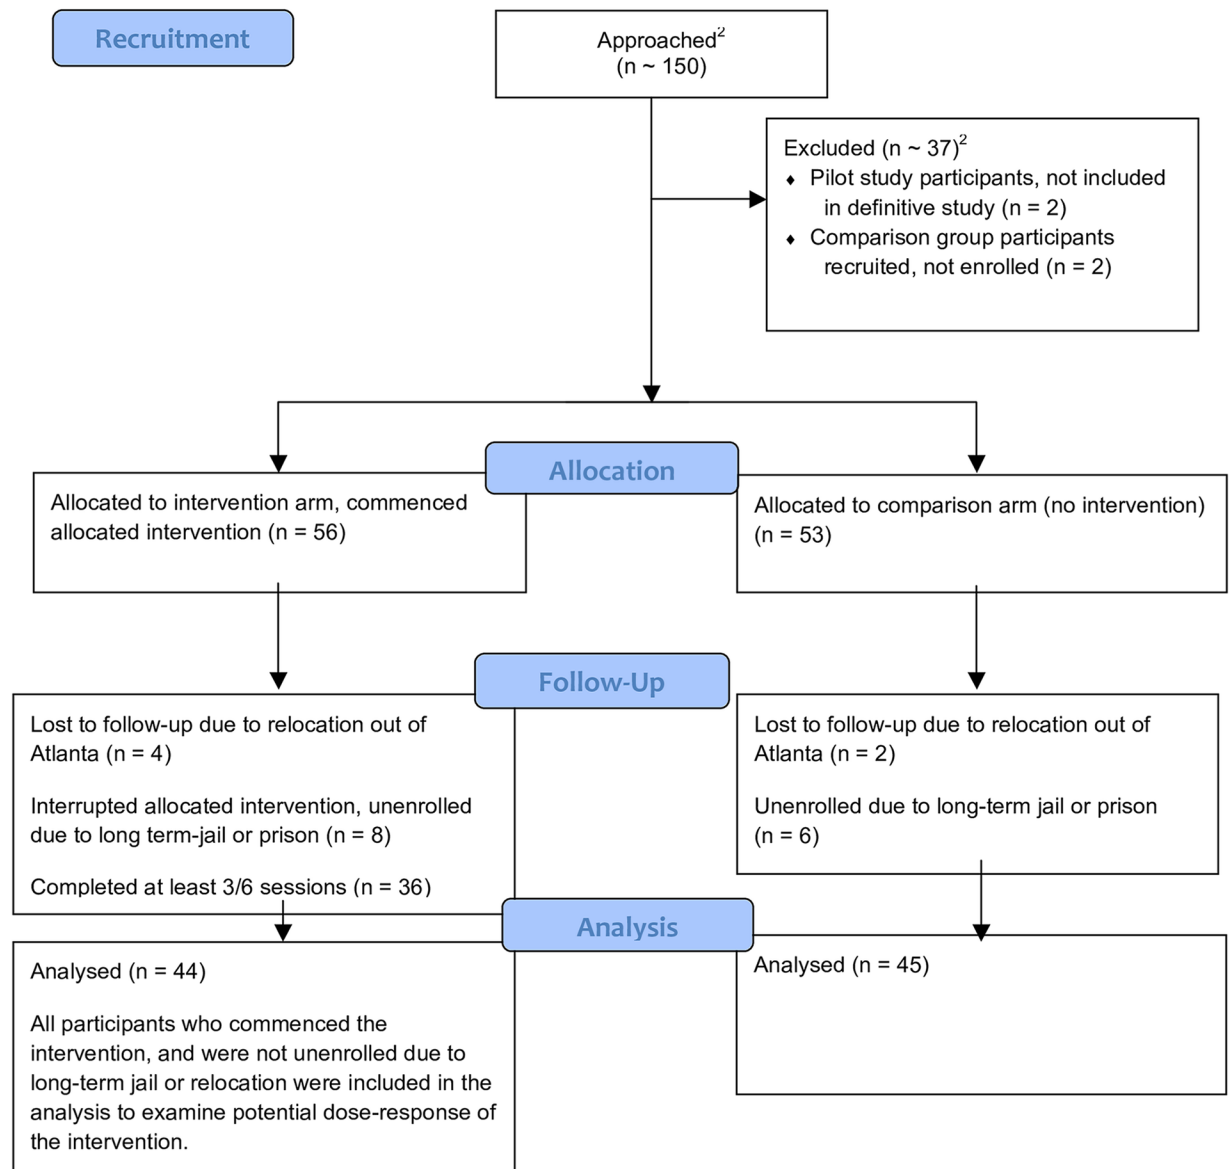 Recruitment
Approached²
(n ~ 150)
Excluded (n ~ 37)²
♦ Pilot study participants, not included
in definitive study (n = 2)
♦ Comparison group participants
recruited, not enrolled (n = 2)
Allocation
Allocated to intervention arm, commenced
allocated intervention (n = 56)
Allocated to comparison arm (no intervention)
(n = 53)
Follow-Up
Lost to follow-up due to relocation out of
Atlanta (n = 4)
Interrupted allocated intervention, unenrolled
due to long term-jail or prison (n = 8)
Completed at least 3/6 sessions (n = 36)
Lost to follow-up due to relocation out of
Atlanta (n = 2)
Unenrolled due to long-term jail or prison
(n = 6)
Analysis
Analysed (n = 44)
All participants who commenced the
intervention, and were not unenrolled due to
long-term jail or relocation were included in the
analysis to examine potential dose-response of
the intervention.
Analysed (n = 45)